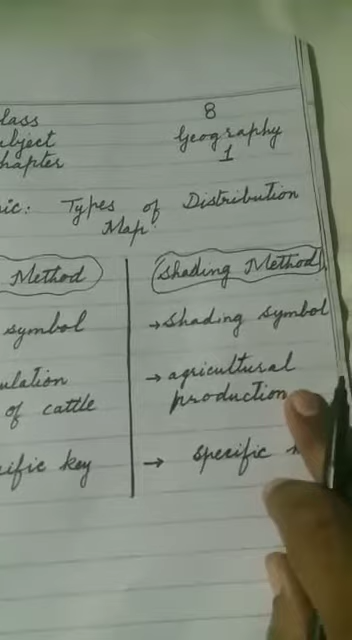 lass 8
ubject Geography
hapter 1
ic: Types of Distribution
Map:
Method Shading Method
symbol →shading symbol
ulation → agricultural
of cattle production
ific key → specific